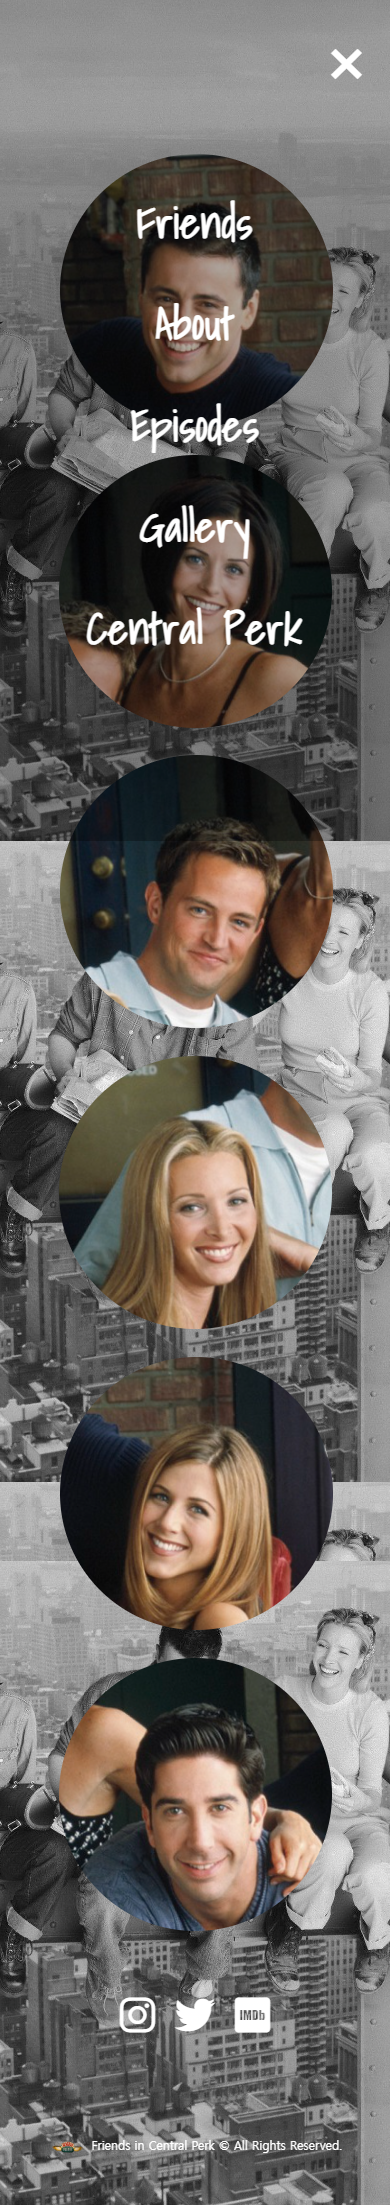 Friends
About
Episodes
Gallery
Central Perk
IMDb
Friends in Central Perk © All Rights Reserved.